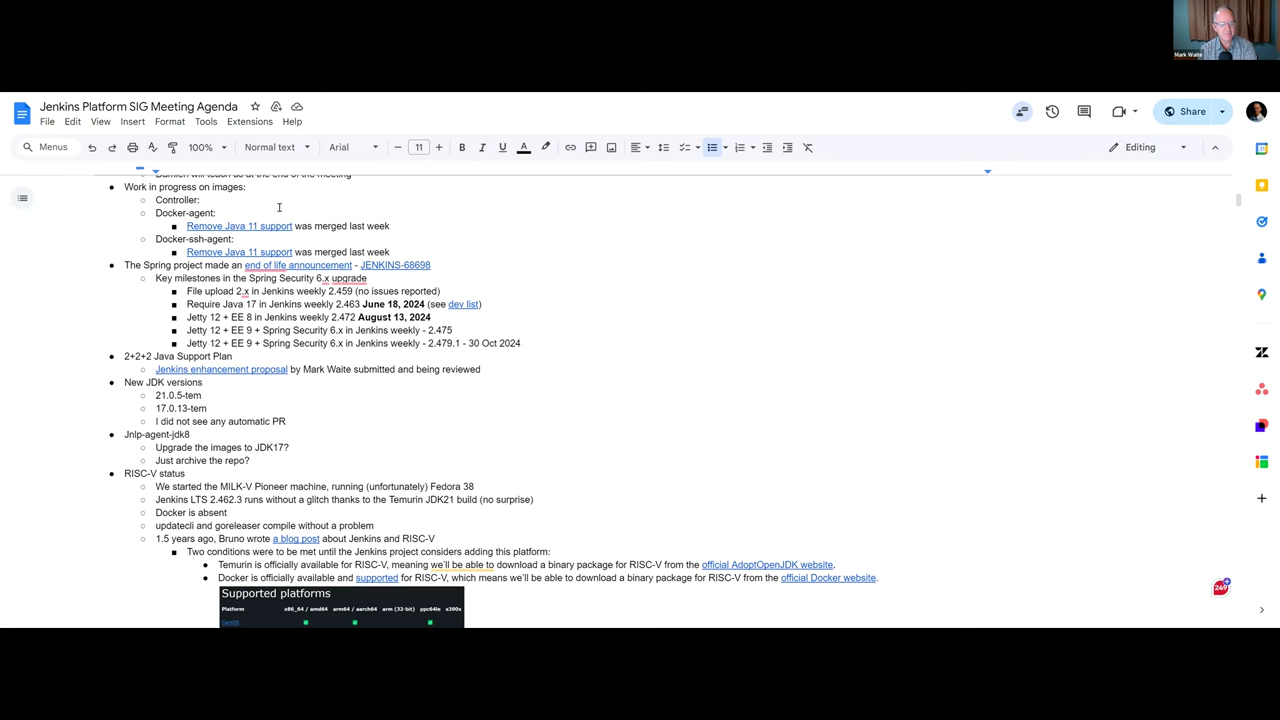 Mark Waite
Jenkins Platform SIG Meeting Agenda
File Edit View Insert Format Tools Extensions Help
Share
Menus 100% Normal text Arial 11 Editing
Damien will teach us at the end of the meeting
● Work in progress on images:
○ Controller:
○ Docker-agent:
■ Remove Java 11 support was merged last week
○ Docker-ssh-agent:
■ Remove Java 11 support was merged last week
● The Spring project made an end of life announcement - JENKINS-68698
○ Key milestones in the Spring Security 6.x upgrade
■ File upload 2.x in Jenkins weekly 2.459 (no issues reported)
■ Require Java 17 in Jenkins weekly 2.463 June 18, 2024 (see dev list)
■ Jetty 12 + EE 8 in Jenkins weekly 2.472 August 13, 2024
■ Jetty 12 + EE 9 + Spring Security 6.x in Jenkins weekly - 2.475
■ Jetty 12 + EE 9 + Spring Security 6.x in Jenkins weekly - 2.479.1 - 30 Oct 2024
● 2+2+2 Java Support Plan
○ Jenkins enhancement proposal by Mark Waite submitted and being reviewed
● New JDK versions
○ 21.0.5-tem
○ 17.0.13-tem
○ I did not see any automatic PR
● Jnlp-agent-jdk8
○ Upgrade the images to JDK17?
○ Just archive the repo?
● RISC-V status
○ We started the MILK-V Pioneer machine, running (unfortunately) Fedora 38
○ Jenkins LTS 2.462.3 runs without a glitch thanks to the Temurin JDK21 build (no surprise)
○ Docker is absent
○ updatecli and goreleaser compile without a problem
○ 1.5 years ago, Bruno wrote a blog post about Jenkins and RISC-V
■ Two conditions were to be met until the Jenkins project considers adding this platform:
● Temurin is officially available for RISC-V, meaning we'll be able to download a binary package for RISC-V from the official AdoptOpenJDK website.
● Docker is officially available and supported for RISC-V, which means we'll be able to download a binary package for RISC-V from the official Docker website.
Supported platforms
Platform x86_64 / amd64 arm64 / aarch64 arm (32-bit) ppc64le s390x
CentOS
249